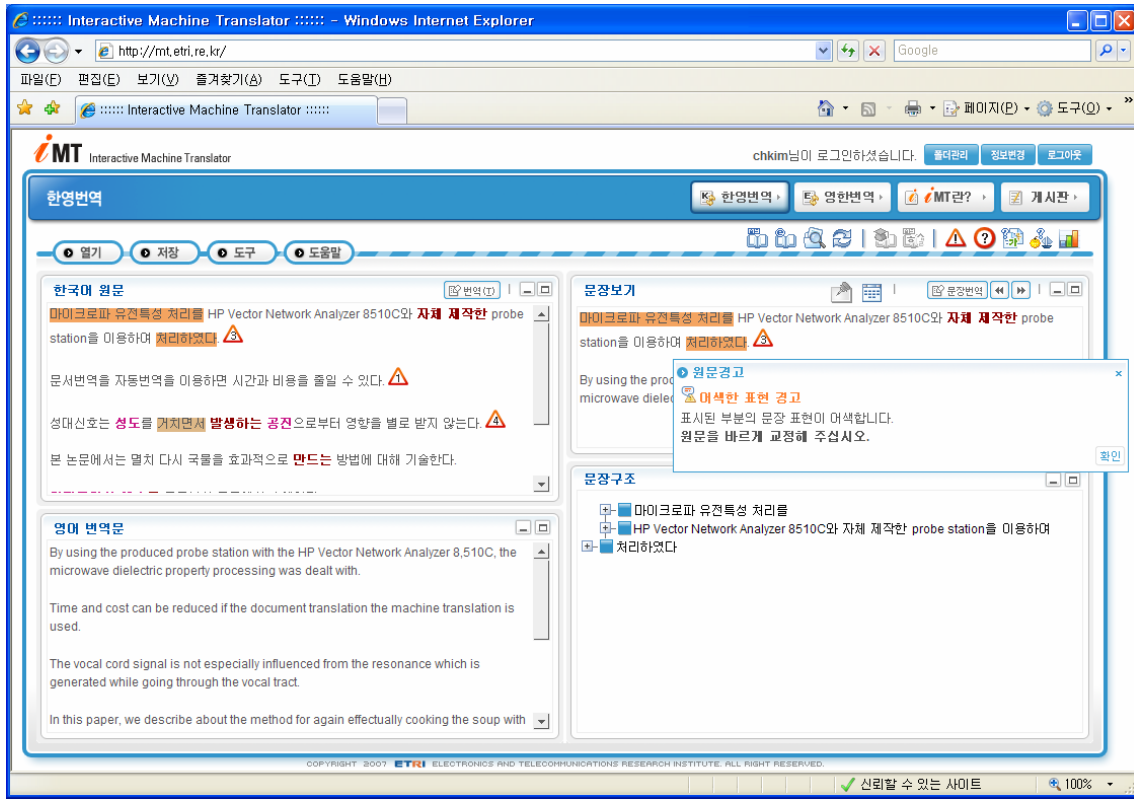 :::::: Interactive Machine Translator :::::: - Windows Internet Explorer
http://mt.etri.re.kr/
Google
파일(F) 편집(E) 보기(V) 즐겨찾기(A) 도구(T) 도움말(H)
:::::: Interactive Machine Translator ::::::
페이지(P) 도구(O) »
iMT Interactive Machine Translator
chkim님이 로그인하셨습니다. 폴더관리 정보변경 로그아웃
한영번역
한영번역 영한번역 iMT란? 게시판
열기 저장 도구 도움말
한국어 원문 번역(T)
마이크로파 유전특성 처리를 HP Vector Network Analyzer 8510C와 자체 제작한 probe
station을 이용하여 처리하였다. 3
문서번역을 자동번역을 이용하면 시간과 비용을 줄일 수 있다. 1
성대신호는 성도를 거치면서 발생하는 공진으로부터 영향을 별로 받지 않는다. 4
본 논문에서는 멸치 다시 국물을 효과적으로 만드는 방법에 대해 기술한다.
영어 번역문
By using the produced probe station with the HP Vector Network Analyzer 8,510C, the
microwave dielectric property processing was dealt with.
Time and cost can be reduced if the document translation the machine translation is
used.
The vocal cord signal is not especially influenced from the resonance which is
generated while going through the vocal tract.
In this paper, we describe about the method for again effectually cooking the soup with
문장보기 문장번역
마이크로파 유전특성 처리를 HP Vector Network Analyzer 8510C와 자체 제작한 probe
station을 이용하여 처리하였다. 3
By using the
microwave
원문경고 ×
어색한 표현 경고
표시된 부분의 문장 표현이 어색합니다.
원문을 바르게 교정해 주십시오.
확인
문장구조
마이크로파 유전특성 처리를
HP Vector Network Analyzer 8510C와 자체 제작한 probe station을 이용하여
처리하였다
COPYRIGHT 2007 ETRI ELECTRONICS AND TELECOMMUNICATIONS RESEARCH INSTITUTE. ALL RIGHT RESERVED.
신뢰할 수 있는 사이트 100%